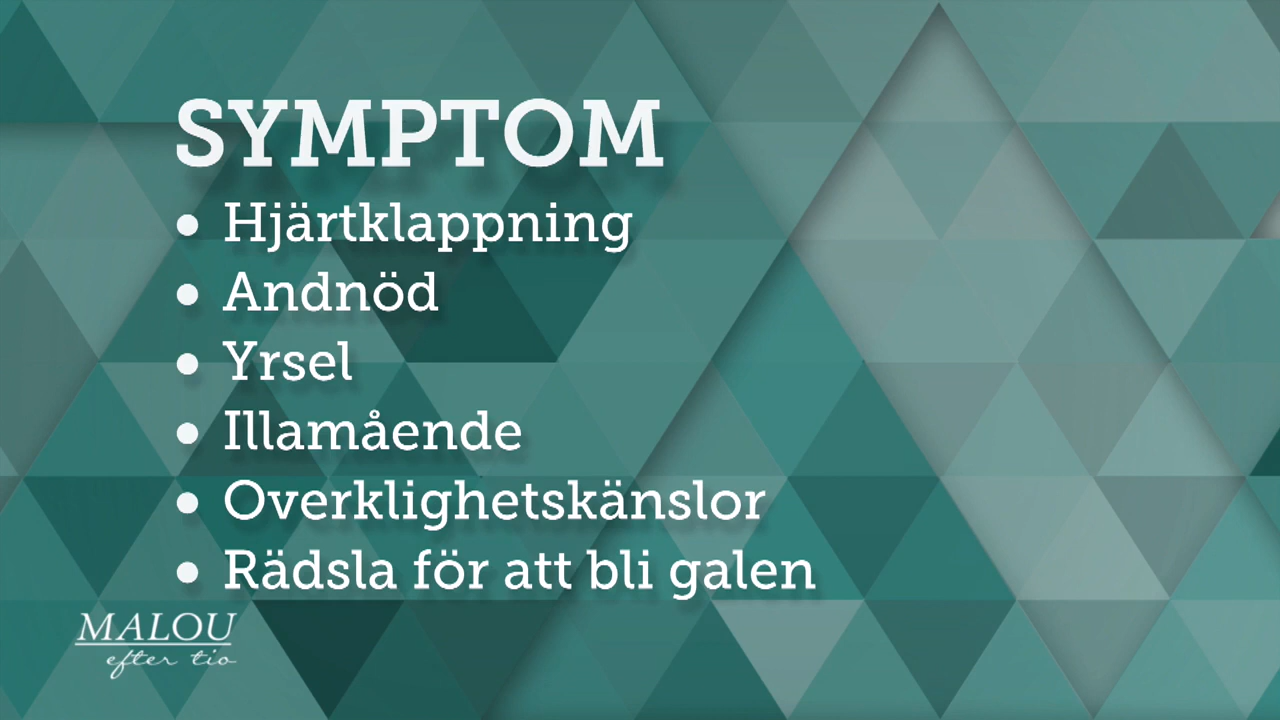 SYMPTOM
• Hjärtklappning
• Andnöd
• Yrsel
• Illamående
• Overklighetskänslor
• Rädsla för att bli galen
MALOU
efter tio